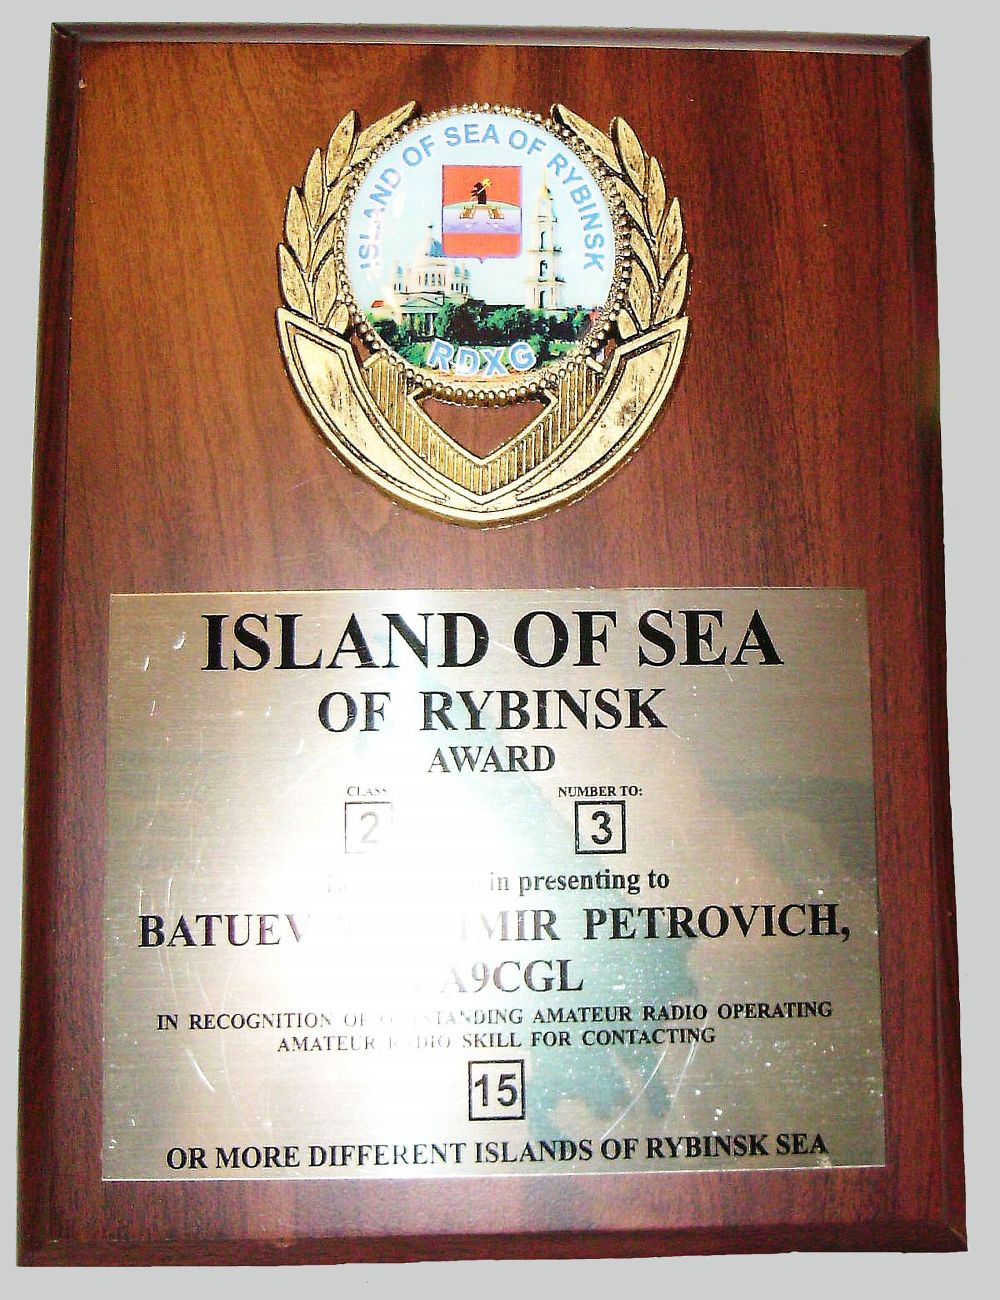 ISLAND OF SEA OF RYBINSK
RDXG
ISLAND OF SEA
OF RYBINSK
AWARD
CLASS NUMBER TO:
2 3
in presenting to
BATUEV PETROVICH,
A9CGL
IN RECOGNITION OF OUTSTANDING AMATEUR RADIO OPERATING
AMATEUR RADIO SKILL FOR CONTACTING
15
OR MORE DIFFERENT ISLANDS OF RYBINSK SEA